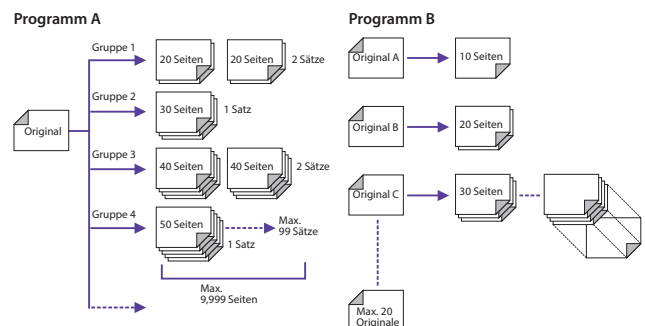 Programm A
Gruppe 1
20 Seiten
20 Seiten
2 Sätze
Gruppe 2
30 Seiten
1 Satz
Original
Gruppe 3
40 Seiten
40 Seiten
2 Sätze
Gruppe 4
50 Seiten
1 Satz
Max.
99 Sätze
Max.
9,999 Seiten
Programm B
Original A
10 Seiten
Original B
20 Seiten
Original C
30 Seiten
Max. 20
Originale